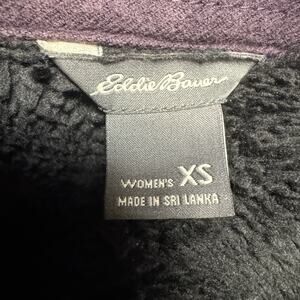 Eddie Bauer
WOMEN'S XS
MADE IN SRI LANKA